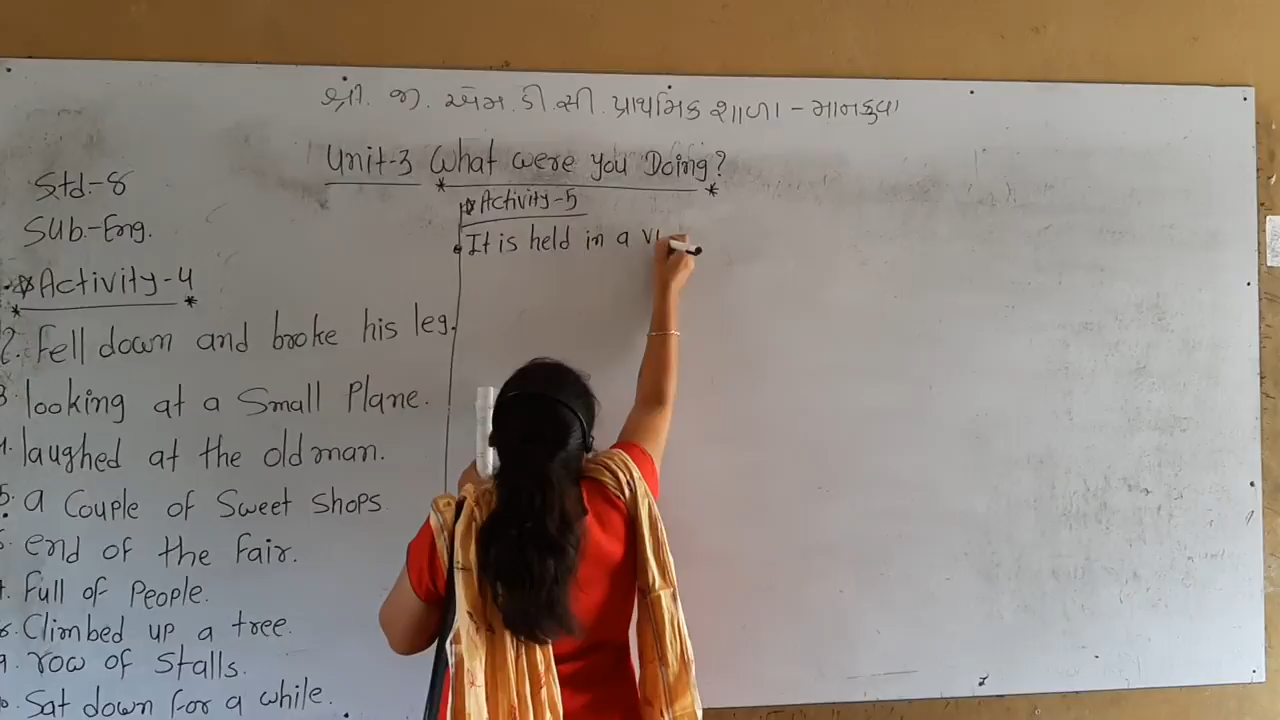 શ્રી. જી. એમ. ડી. સી. પ્રાથમિક શાળા - માનકુવા
Unit-3 What were you Doing?
Std:-8
SUb.-Eng.
Activity-4
2. Fell down and broke his leg.
3. looking at a Small Plane.
4. laughed at the old man.
5. a Couple of Sweet Shops
6. end of the Fair.
7. Full of People.
8. Climbed up a tree.
9. row of Stalls.
10. Sat down for a while.
Activity-5
It is held in a